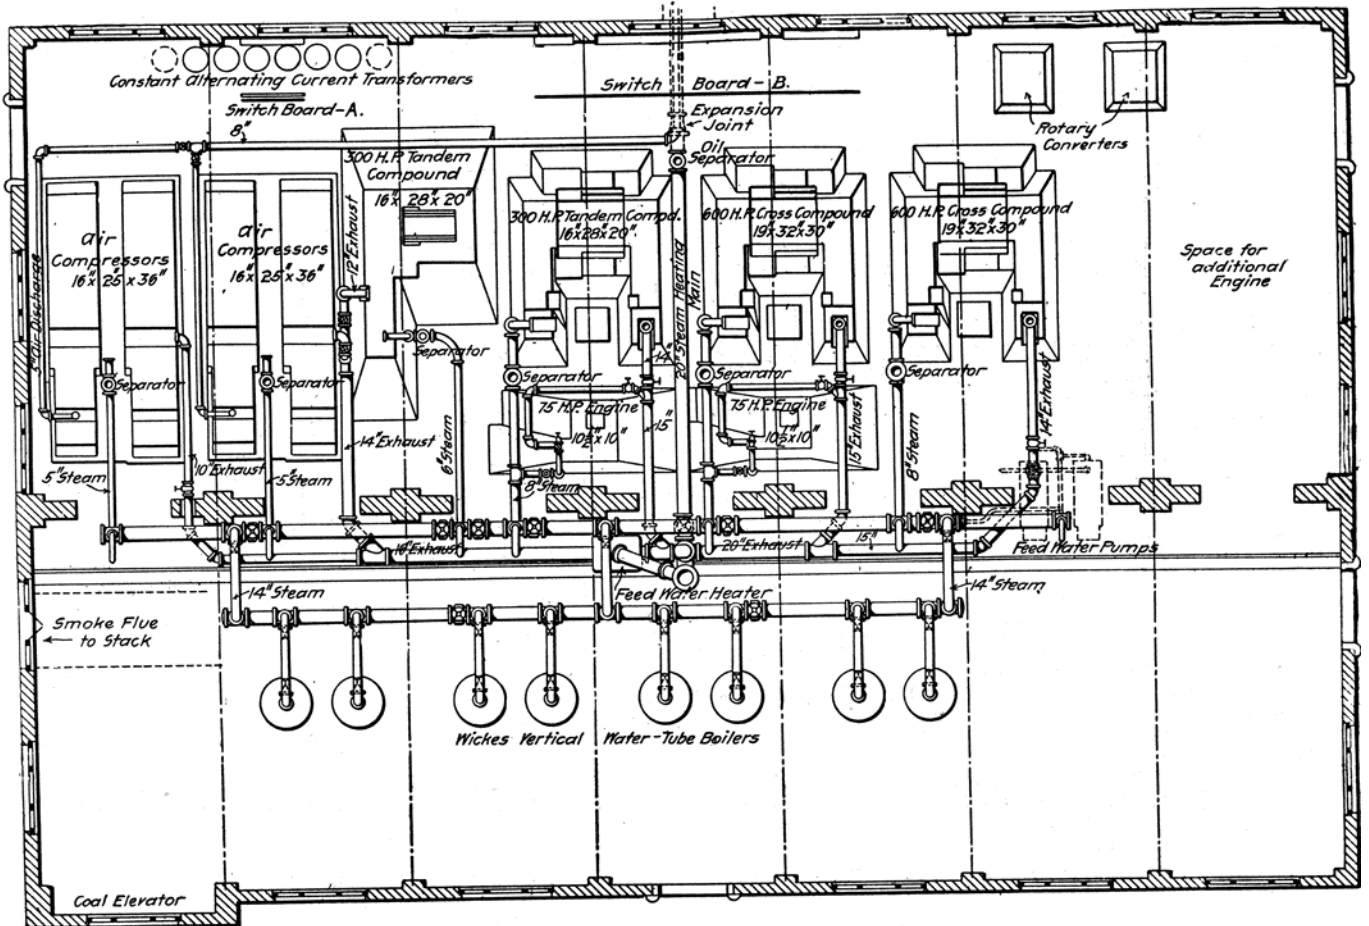 Constant Alternating Current Transformers
Switch Board-A.
Switch Board-B.
Expansion
Joint
Oil
Separator
Rotary
Converters
8"
300 H.P. Tandem
Compound
16"x 28"x 20"
300 H.P. Tandem Compd.
16"x28"x20".
600 H.P. Cross Compound
19"x32"x30"
600 H.P. Cross Compound
19"x32"x30"
air
Compressors
16"x 25"x 36"
air
Compressors
16"x 25"x 36"
Space for
additional
Engine
5" Air Discharge
12" Exhaust
20" Steam Heating
Main
Separator
Separator
Separator
Separator
Separator
Separator
14"
75 H.P. Engine
10½"x10"
15"
75 H.P. Engine
10½"x10"
15" Exhaust
14" Exhaust
5" Steam
10" Exhaust
5" Steam
14" Exhaust
6" Steam
8" Steam
8" Steam
Exhaust
20" Exhaust
15"
Feed Water Pumps
14" Steam
Feed Water Heater
14" Steam
Smoke Flue
to Stack
Wickes Vertical Water-Tube Boilers
Coal Elevator